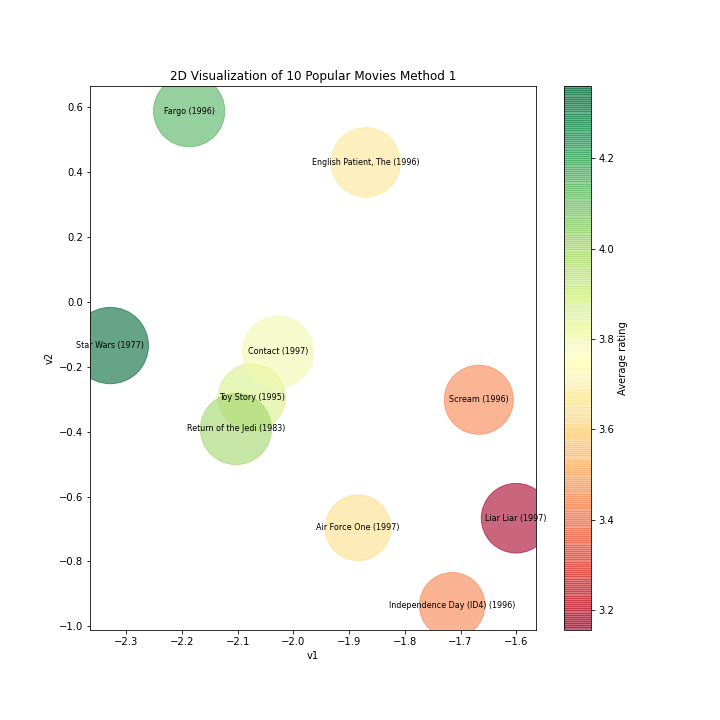 2D Visualization of 10 Popular Movies Method 1
Fargo (1996)
English Patient, The (1996)
Star Wars (1977)
Contact (1997)
Toy Story (1995)
Return of the Jedi (1983)
Scream (1996)
Air Force One (1997)
Liar Liar (1997)
Independence Day (ID4) (1996)
0.6
0.4
0.2
0.0
−0.2
−0.4
−0.6
−0.8
−1.0
v2
−2.3
−2.2
−2.1
−2.0
−1.9
−1.8
−1.7
−1.6
v1
4.2
4.0
3.8
3.6
3.4
3.2
Average rating